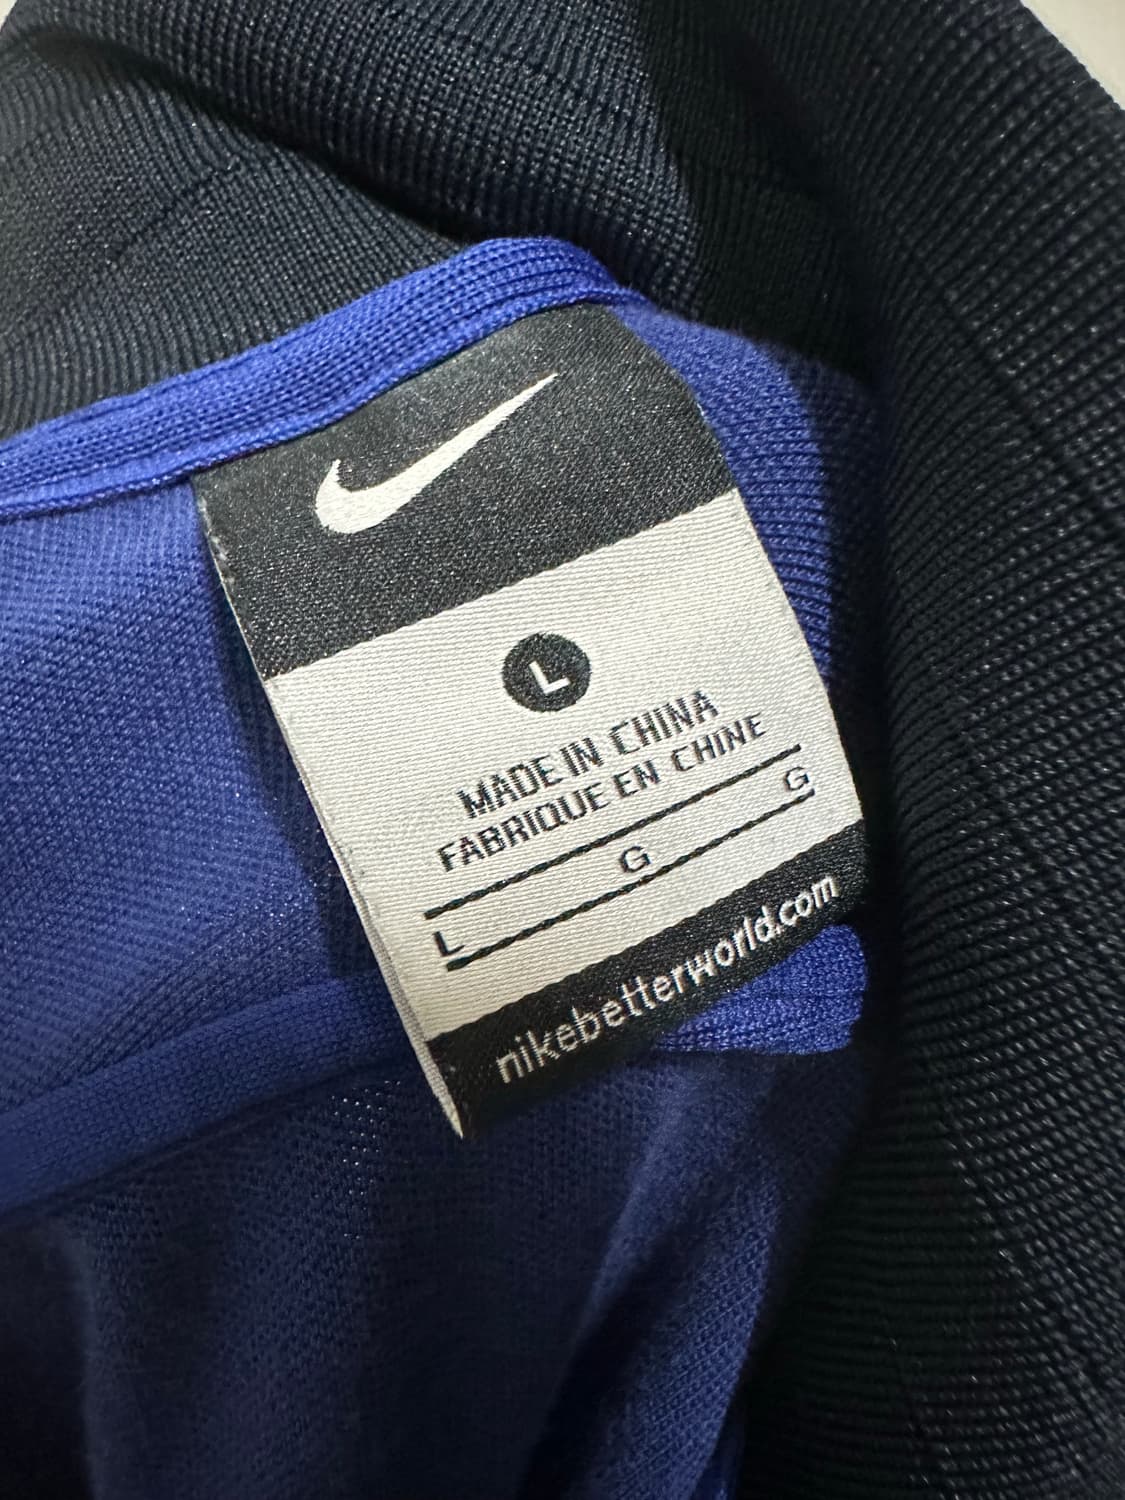 L
MADE IN CHINA
FABRIQUE EN CHINE
L G G
nikebetterworld.com